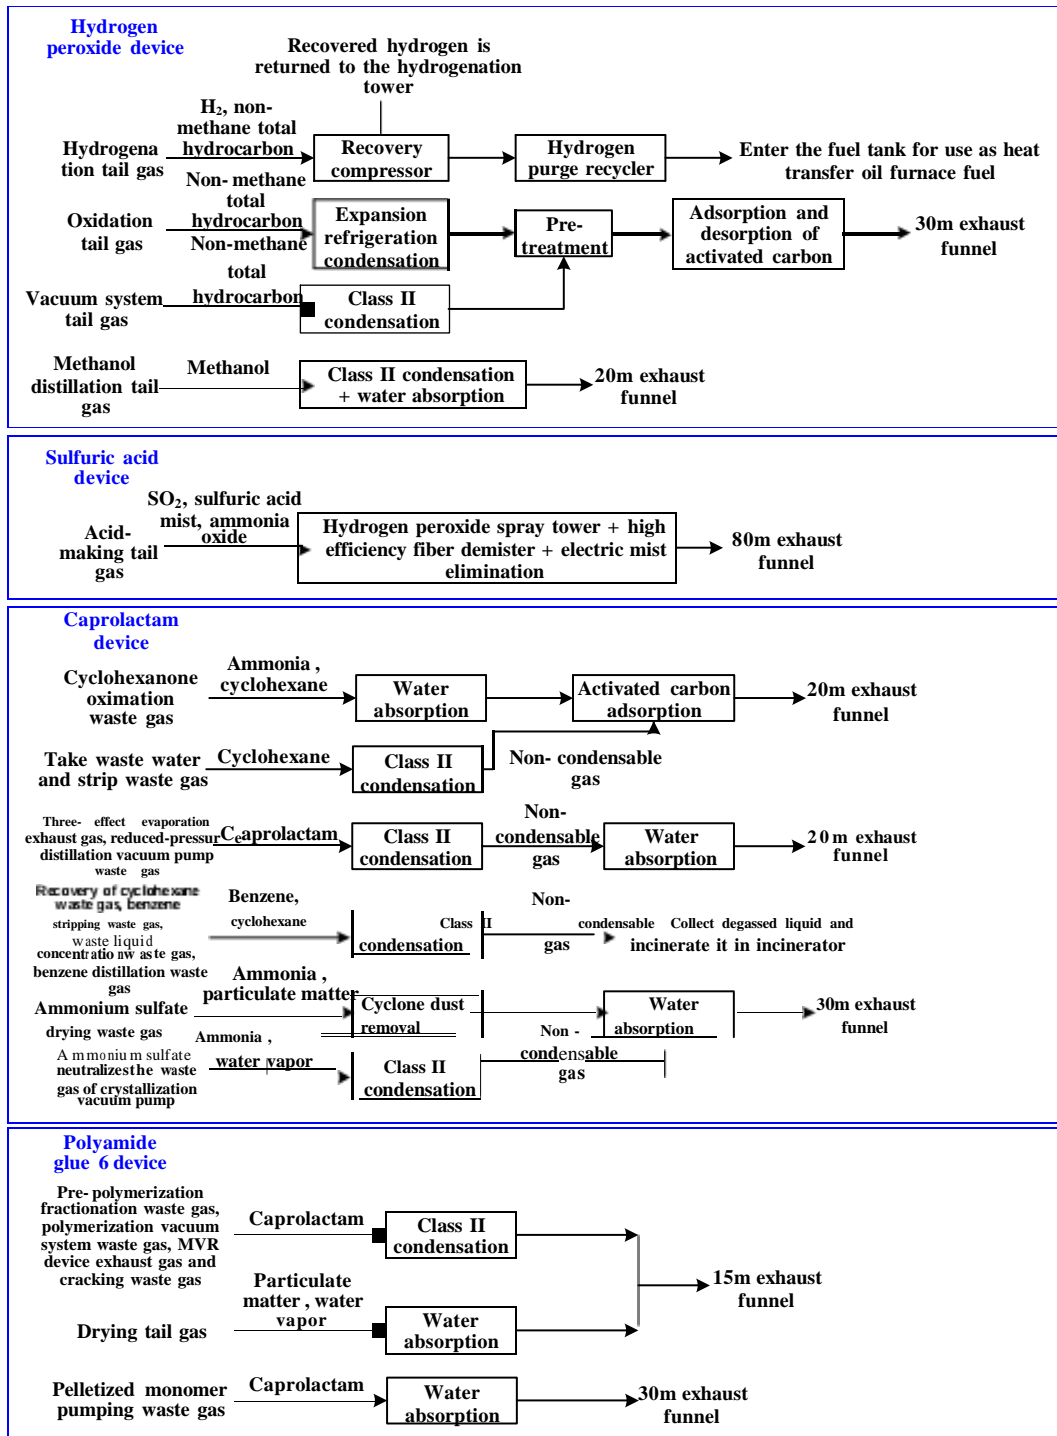 Hydrogen
peroxide device
Recovered hydrogen is
returned to the hydrogenation
tower
H₂, non-
methane total
hydrocarbon
Hydrogena
tion tail gas
Recovery
compressor
Hydrogen
purge recycler
Enter the fuel tank for use as heat
transfer oil furnace fuel
Non-methane
total
hydrocarbon
Oxidation
tail gas
Expansion
refrigeration
condensation
Pre-
treatment
Adsorption and
desorption of
activated carbon
30m exhaust
funnel
Non-methane
total
hydrocarbon
Vacuum system
tail gas
Class II
condensation
Methanol
distillation tail
gas
Methanol
Class II condensation
+ water absorption
20m exhaust
funnel
Sulfuric acid
device
SO₂, sulfuric acid
mist, ammonia
oxide
Acid-
making tail
gas
Hydrogen peroxide spray tower + high
efficiency fiber demister + electric mist
elimination
80m exhaust
funnel
Caprolactam
device
Cyclohexanone
oximation
waste gas
Ammonia ,
cyclohexane
Water
absorption
Activated carbon
adsorption
20m exhaust
funnel
Take waste water
and strip waste gas
Cyclohexane
Class II
condensation
Non- condensable
gas
Three- effect evaporation
exhaust gas, reduced-pressur
e
distillation vacuum pump
waste gas
Caprolactam
Class II
condensation
Non-
condensable
gas
Water
absorption
20m exhaust
funnel
Recovery of cyclohexane
waste gas, benzene
stripping waste gas,
waste liquid
concentration waste gas,
benzene distillation waste
gas
Benzene,
cyclohexane
Class II
condensation
Non-
condensable
gas
Collect degassed liquid and
incinerate it in incinerator
Ammonium sulfate
drying waste gas
Ammonia ,
particulate matter
Cyclone dust
removal
Water
absorption
30m exhaust
funnel
Ammonium sulfate
neutralizes the waste
gas of crystallization
vacuum pump
Ammonia ,
water vapor
Class II
condensation
Non -
condensable
gas
Polyamide
glue 6 device
Pre- polymerization
fractionation waste gas,
polymerization vacuum
system waste gas, MVR
device exhaust gas and
cracking waste gas
Caprolactam
Class II
condensation
15m exhaust
funnel
Drying tail gas
Particulate
matter , water
vapor
Water
absorption
Pelletized monomer
pumping waste gas
Caprolactam
Water
absorption
30m exhaust
funnel